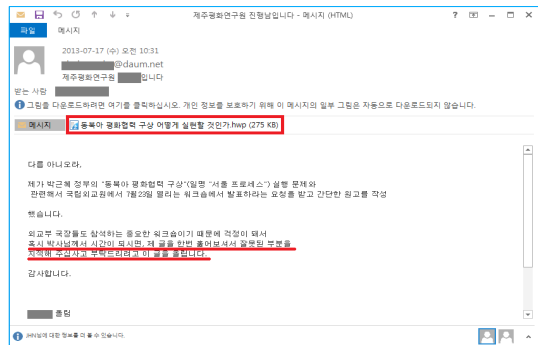 제주평화연구원 진행남입니다 - 메시지 (HTML)
파일 메시지
2013-07-17 (수) 오전 10:31
@daum.net
제주평화연구원 입니다
받는 사람
그림을 다운로드하려면 여기를 클릭하십시오. 개인 정보를 보호하기 위해 이 메시지의 일부 그림은 자동으로 다운로드되지 않습니다.
메시지 동북아 평화협력 구상 어떻게 실현할 것인가.hwp (275 KB)
다름 아니오라,
제가 박근혜 정부의 "동북아 평화협력 구상"(일명 "서울 프로세스") 실행 문제와
관련해서 국립외교원에서 7월23일 열리는 워크숍에서 발표하라는 요청을 받고 간단한 원고를 작성
했습니다.
외교부 국장들도 참석하는 중요한 워크숍이기 때문에 걱정이 돼서
혹시 박사님께서 시간이 되시면, 제 글을 한번 훑어보셔서 잘못된 부분을
지적해 주십사고 부탁드리려고 이 글을 올립니다.
감사합니다.
올림
님에 대한 정보를 더 볼 수 있습니다.